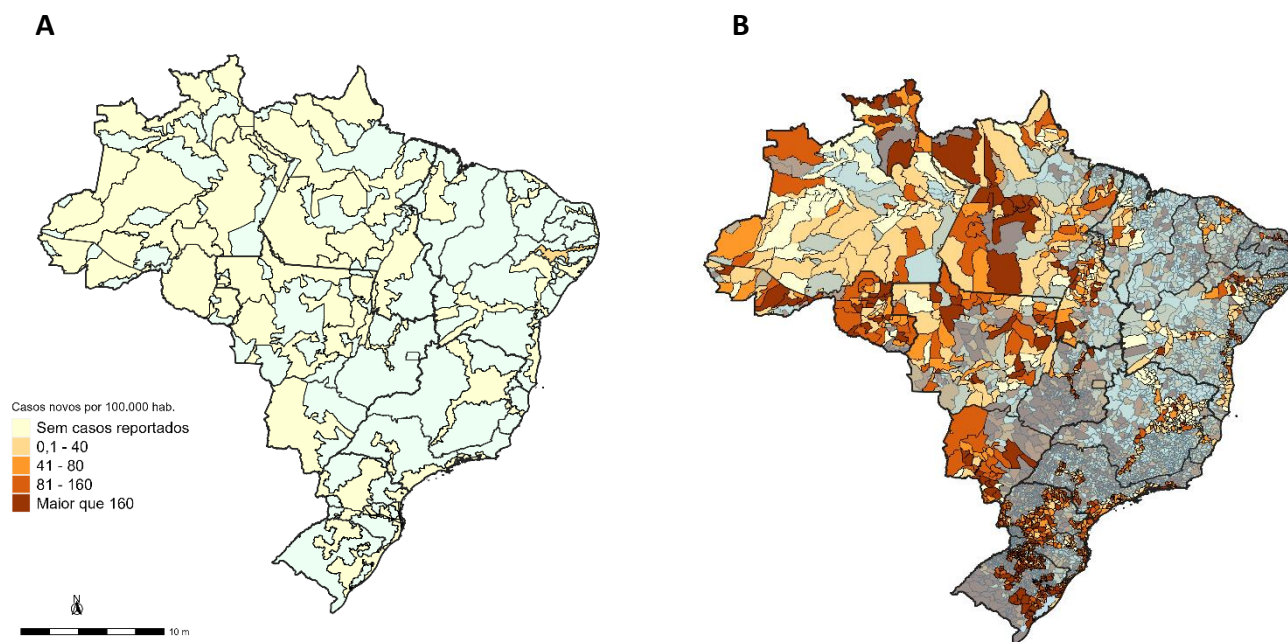 A
B
Casos novos por 100.000 hab.
Sem casos reportados
0,1 - 40
41 - 80
81 - 160
Maior que 160
N
10 m